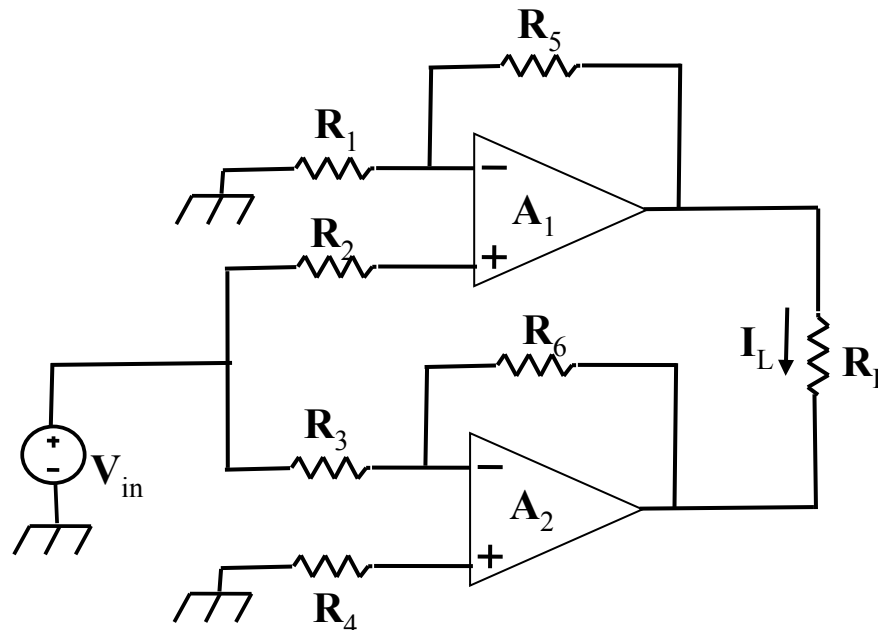 R5
R1
− A1
R2
+
R6
IL
R
+ −
Vin
R3
− A2
+
R4